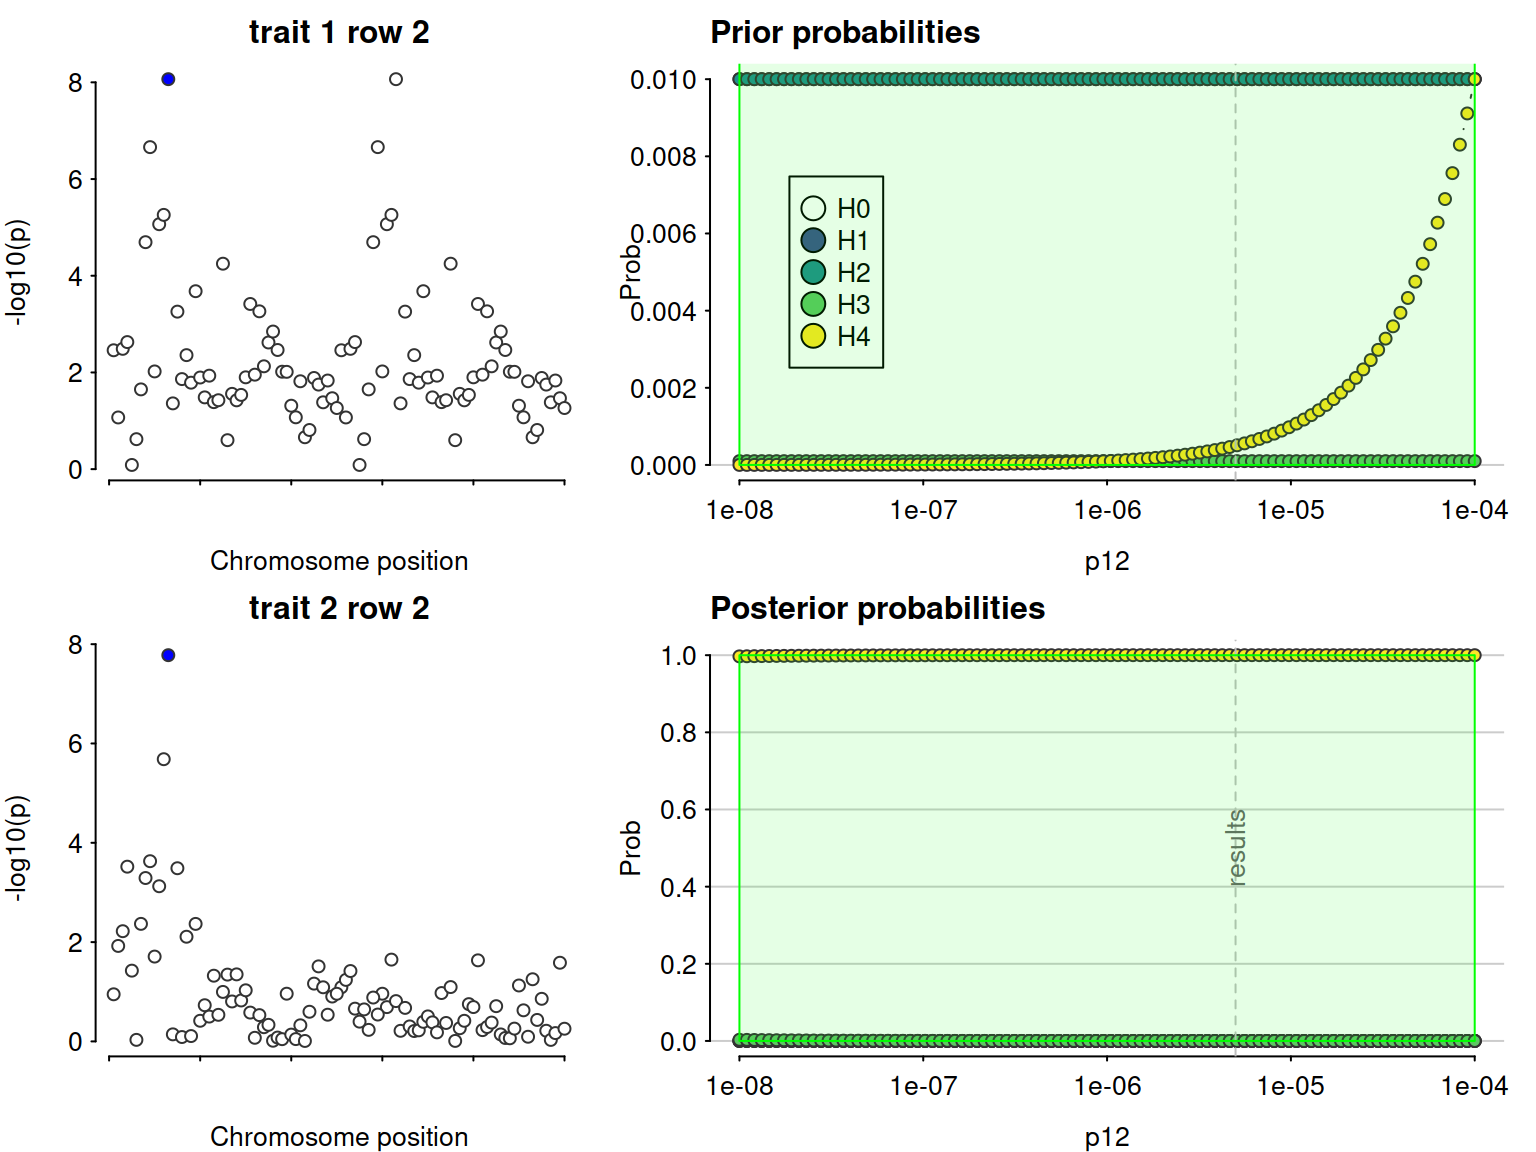 trait 1 row 2
-log10(p)
8
6
4
2
0
Chromosome position
Prior probabilities
Prob
0.010
0.008
0.006
0.004
0.002
0.000
H0
H1
H2
H3
H4
1e-08 1e-07 1e-06 1e-05 1e-04
p12
trait 2 row 2
-log10(p)
8
6
4
2
0
Chromosome position
Posterior probabilities
Prob
1.0
0.8
0.6
0.4
0.2
0.0
results
1e-08 1e-07 1e-06 1e-05 1e-04
p12